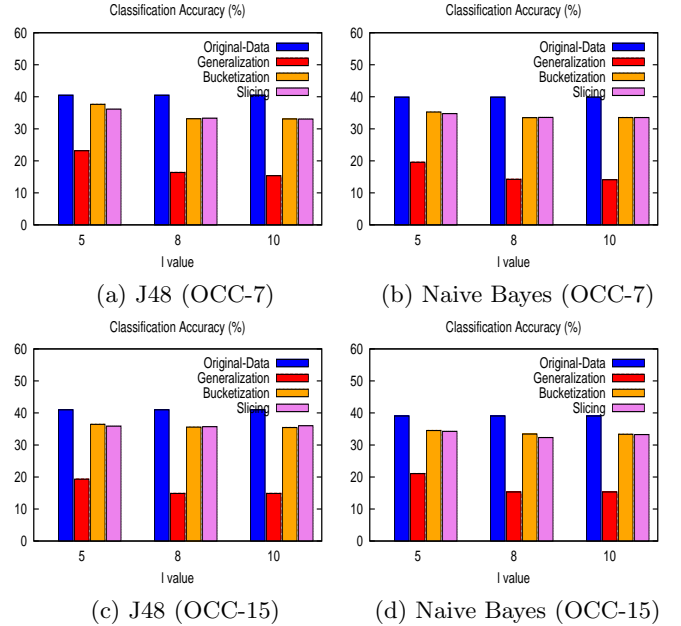 Classification Accuracy (%)
60
50
40
30
20
10
0
Original-Data
Generalization
Bucketization
Slicing
5 8 10
l value
(a) J48 (OCC-7)
Classification Accuracy (%)
60
50
40
30
20
10
0
Original-Data
Generalization
Bucketization
Slicing
5 8 10
l value
(b) Naive Bayes (OCC-7)
Classification Accuracy (%)
60
50
40
30
20
10
0
Original-Data
Generalization
Bucketization
Slicing
5 8 10
l value
(c) J48 (OCC-15)
Classification Accuracy (%)
60
50
40
30
20
10
0
Original-Data
Generalization
Bucketization
Slicing
5 8 10
l value
(d) Naive Bayes (OCC-15)